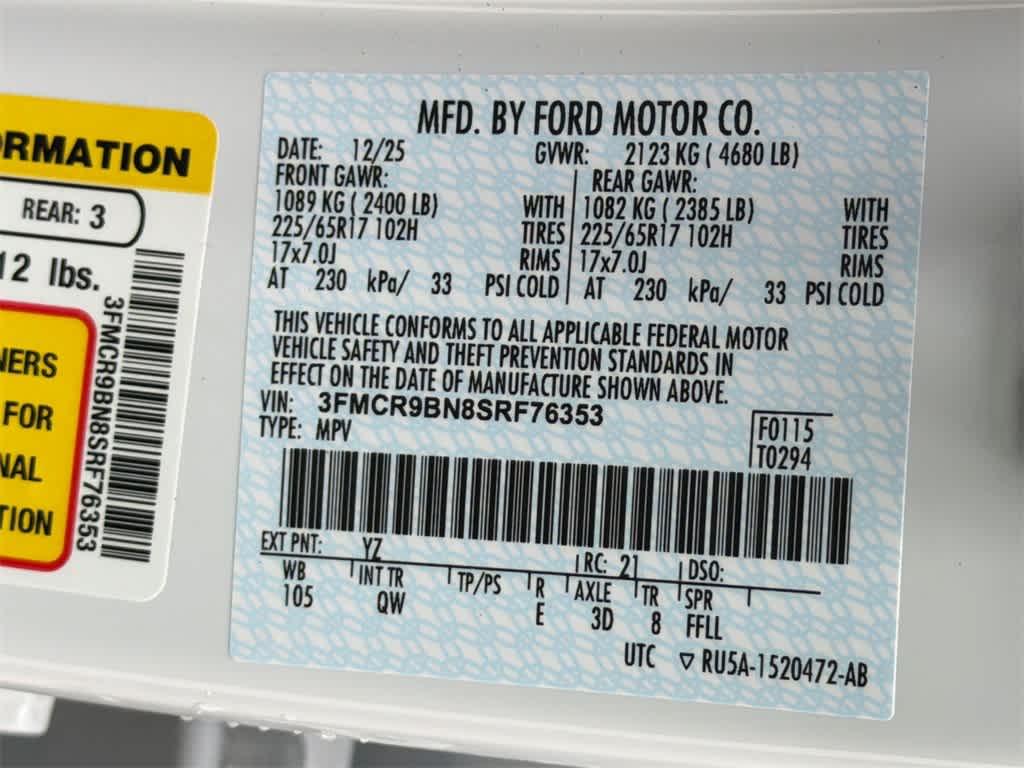 MFD. BY FORD MOTOR CO.
DATE: 12/25 GVWR: 2123 KG ( 4680 LB)
FRONT GAWR: REAR GAWR:
1089 KG ( 2400 LB) WITH 1082 KG ( 2385 LB) WITH
225/65R17 102H TIRES 225/65R17 102H TIRES
17x7.0J RIMS 17x7.0J RIMS
AT 230 kPa/ 33 PSI COLD AT 230 kPa/ 33 PSI COLD
THIS VEHICLE CONFORMS TO ALL APPLICABLE FEDERAL MOTOR
VEHICLE SAFETY AND THEFT PREVENTION STANDARDS IN
EFFECT ON THE DATE OF MANUFACTURE SHOWN ABOVE.
VIN: 3FMCR9BN8SRF76353
TYPE: MPV
F0115
T0294
EXT PNT: YZ RC: 21 DSO:
WB INT TR TP/PS R AXLE TR SPR
105 QW E 3D 8 FFLL
UTC ▽ RU5A-1520472-AB
RMATION
REAR: 3
12 lbs.
3FMCR9BN8SRF76353
NERS
FOR
NAL
TION